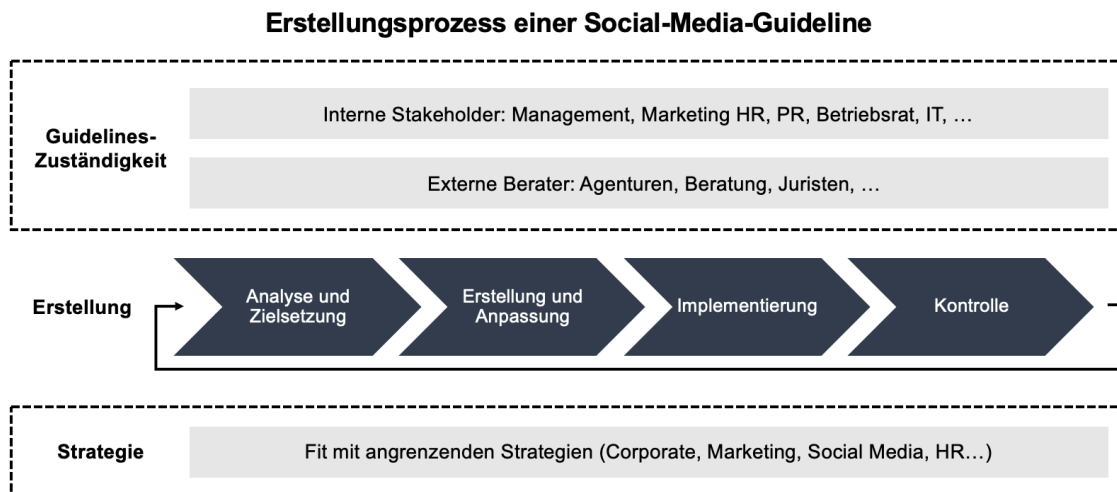 Erstellungsprozess einer Social-Media-Guideline
Guidelines-
Zuständigkeit
Interne Stakeholder: Management, Marketing HR, PR, Betriebsrat, IT, …
Externe Berater: Agenturen, Beratung, Juristen, …
Erstellung
Analyse und
Zielsetzung
Erstellung und
Anpassung
Implementierung
Kontrolle
Strategie
Fit mit angrenzenden Strategien (Corporate, Marketing, Social Media, HR…)